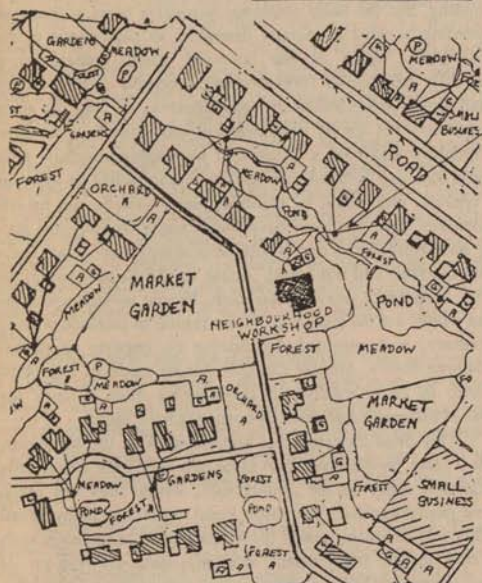 GARDENS
MEADOW
FOREST
P
A
GARDENS
FOREST
ORCHARD
A
MEADOW
POND
P
MEADOW
A
G
SMALL
BUSINESS
ROAD
FOREST
POND
MARKET
GARDEN
MEADOW
NEIGHBOURHOOD
WORKSHOP
FOREST
MEADOW
FOREST
P
MEADOW
A
ORCHARD
A
MARKET
GARDEN
G
A
GARDENS
MEADOW
POND
FOREST
A
FOREST
POND
FOREST
A
FOREST
SMALL
BUSINESS
A
G
A
A